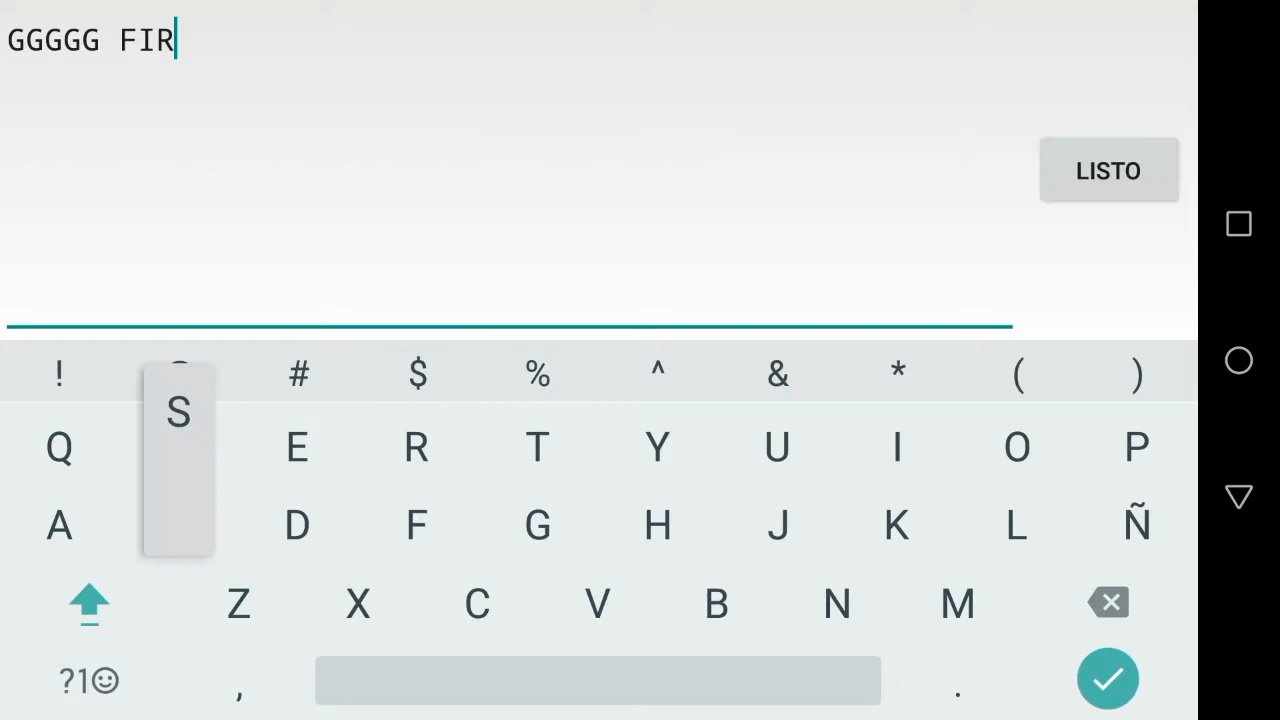 GGGGG FIR
LISTO
! # $ % ^ & * ( )
Q E R T Y U I O P
S
A D F G H J K L Ñ
Z X C V B N M
?1☺ , .